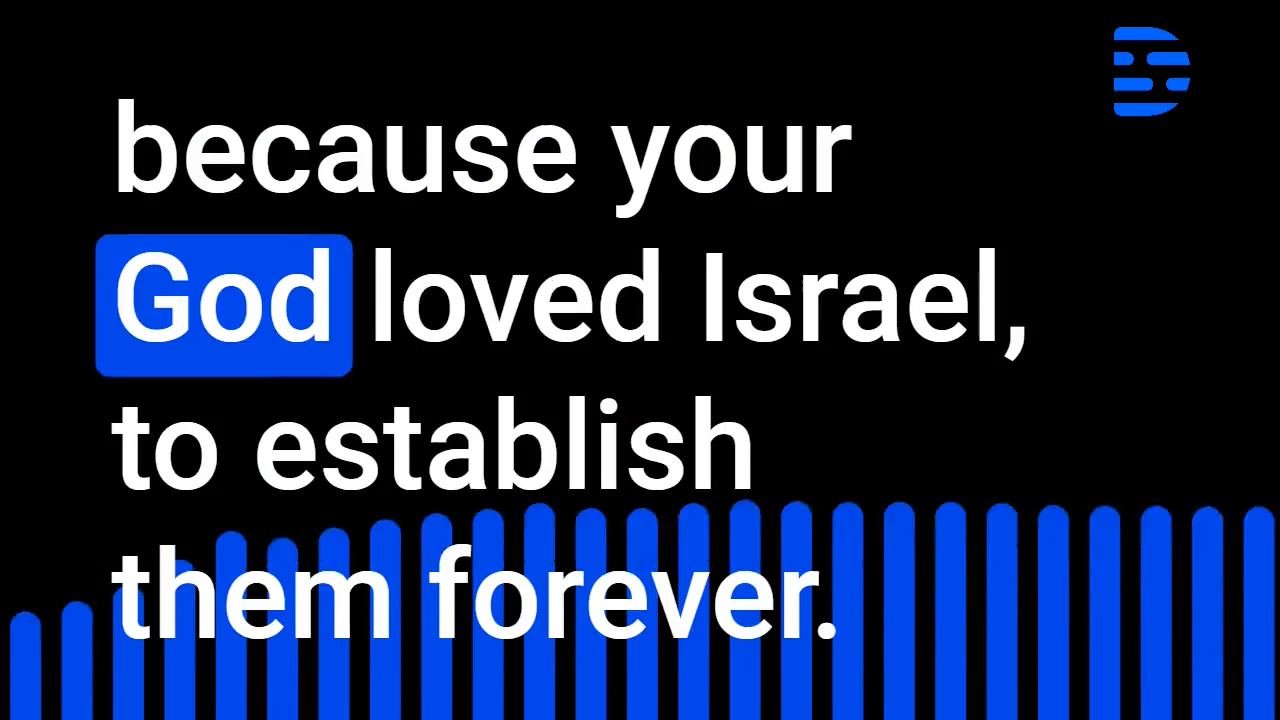 because your
God loved Israel,
to establish
them forever.